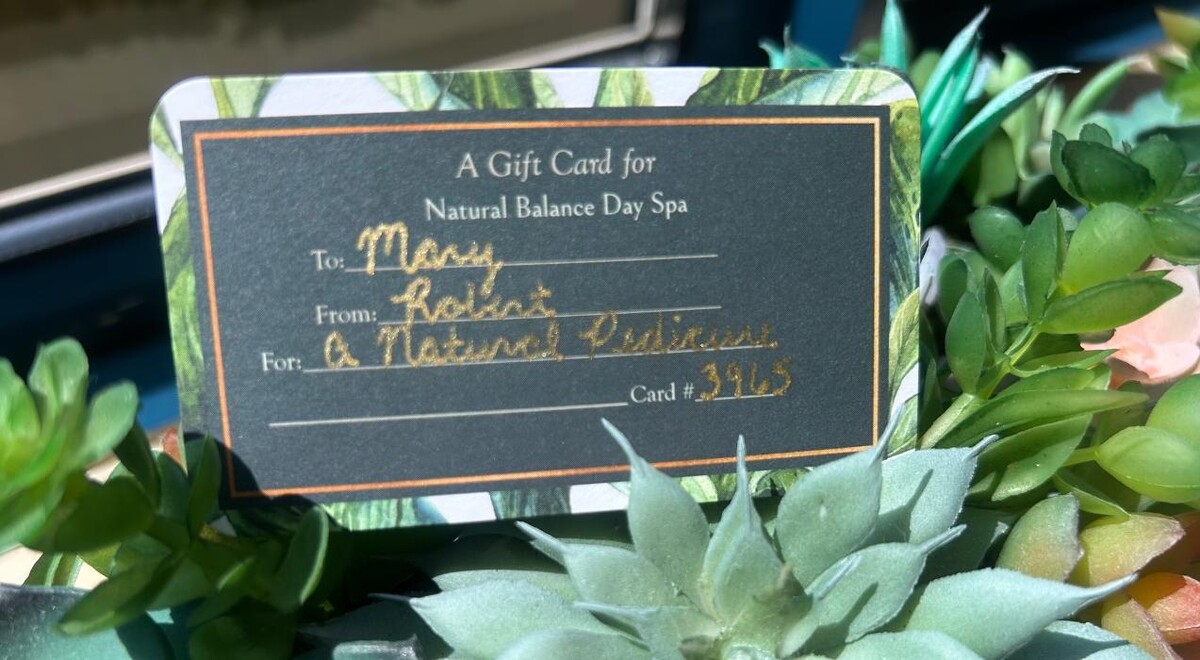 A Gift Card for
Natural Balance Day Spa
To: Mary
From: Robert
For: a Natural Pedicure
Card # 3965